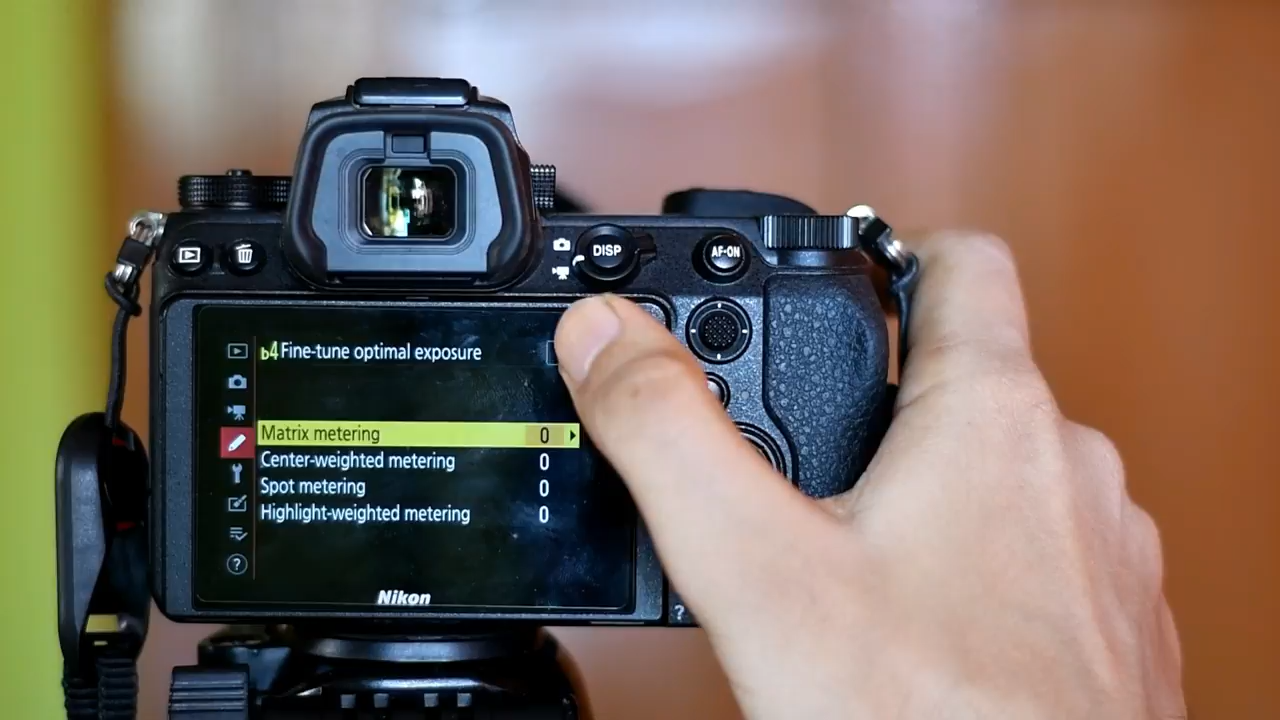 DISP
AF-ON
b4 Fine-tune optimal exposure
Matrix metering 0
Center-weighted metering 0
Spot metering 0
Highlight-weighted metering 0
?
Nikon
?